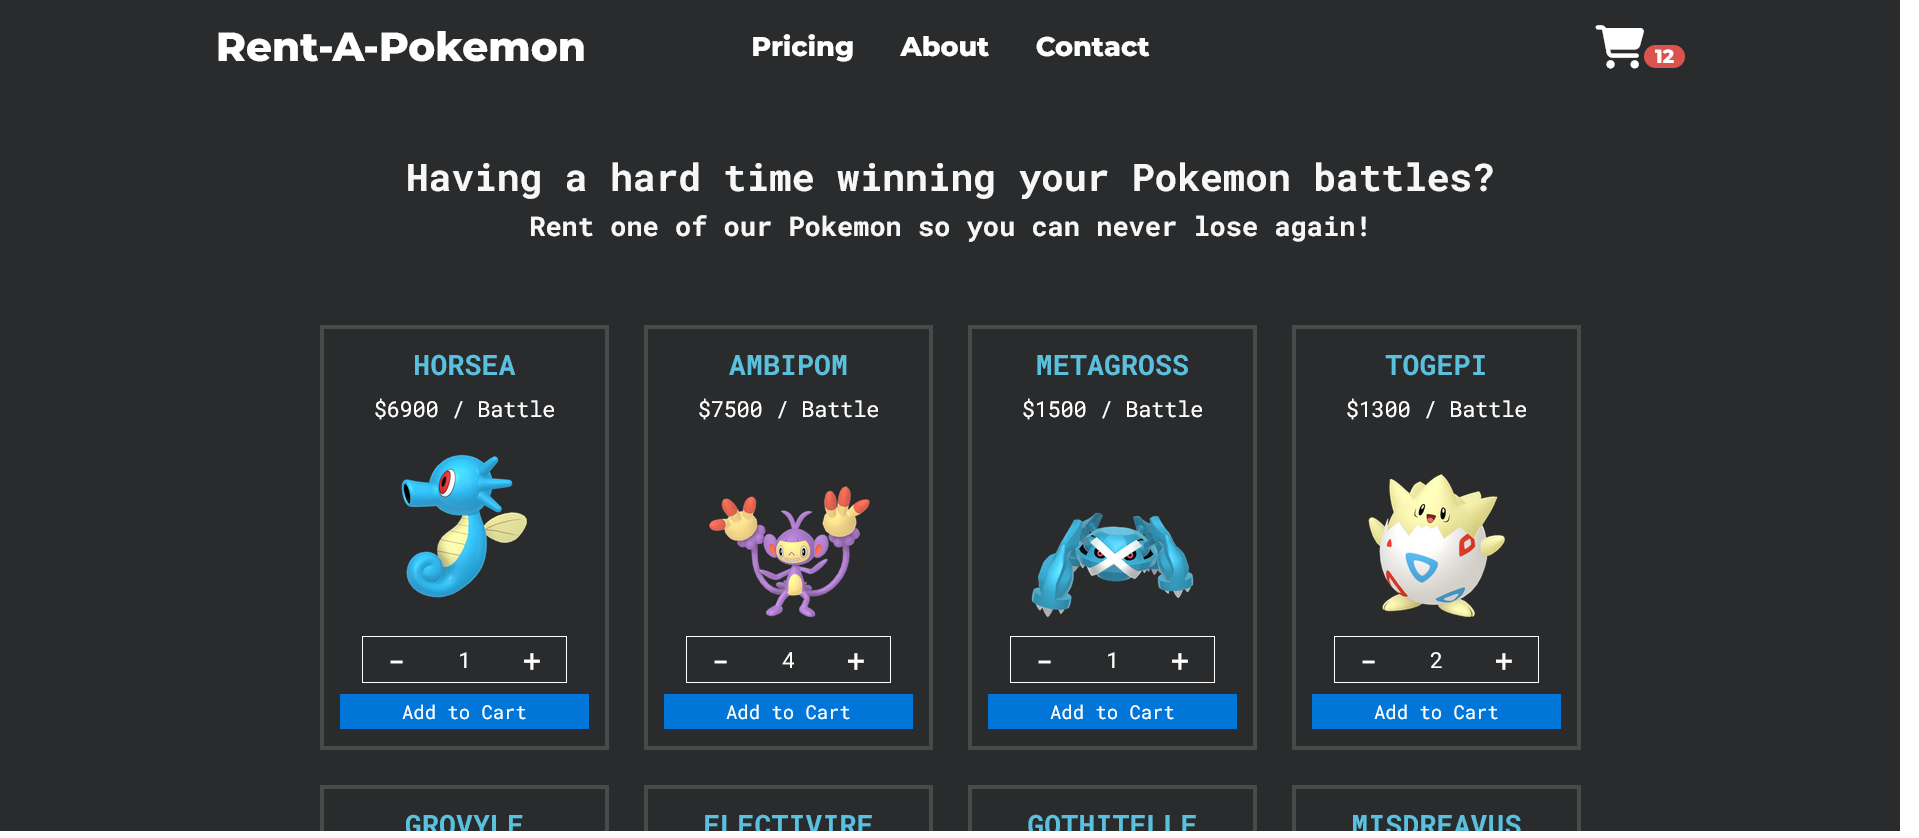 Rent-A-Pokemon Pricing About Contact 12
Having a hard time winning your Pokemon battles?
Rent one of our Pokemon so you can never lose again!
HORSEA AMBIPOM METAGROSS TOGEPI
$6900 / Battle $7500 / Battle $1500 / Battle $1300 / Battle
- 1 + - 4 + - 1 + - 2 +
Add to Cart Add to Cart Add to Cart Add to Cart
GROVYLE ELECTIVIRE GOTHITELLE MISDREAVUS